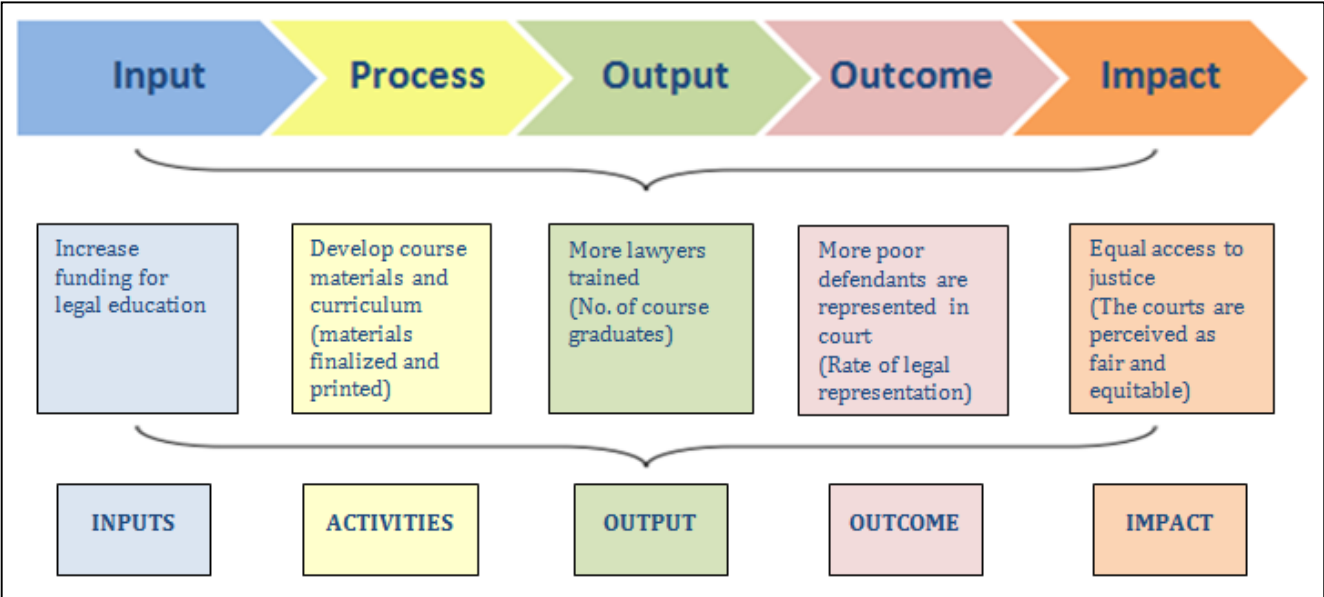 Input
Process
Output
Outcome
Impact
Increase
funding for
legal education
Develop course
materials and
curriculum
(materials
finalized and
printed)
More lawyers
trained
(No. of course
graduates)
More poor
defendants are
represented in
court
(Rate of legal
representation)
Equal access to
justice
(The courts are
perceived as
fair and
equitable)
INPUTS
ACTIVITIES
OUTPUT
OUTCOME
IMPACT